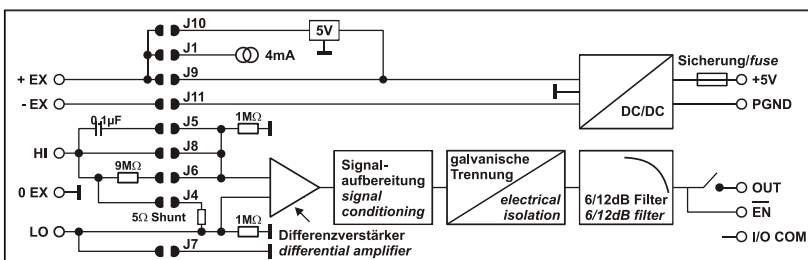 J10
5V
J1
4mA
Sicherung/fuse
+ EX
J9
+5V
- EX
J11
DC/DC
PGND
0.1µF
J5
1MΩ
HI
J8
9MΩ
J6
Signal-
aufbereitung
signal
conditioning
galvanische
Trennung
electrical
isolation
6/12dB Filter
6/12dB filter
OUT
0 EX
J4
5Ω Shunt
1MΩ
EN
LO
J7
Differenzverstärker
differential amplifier
I/O COM